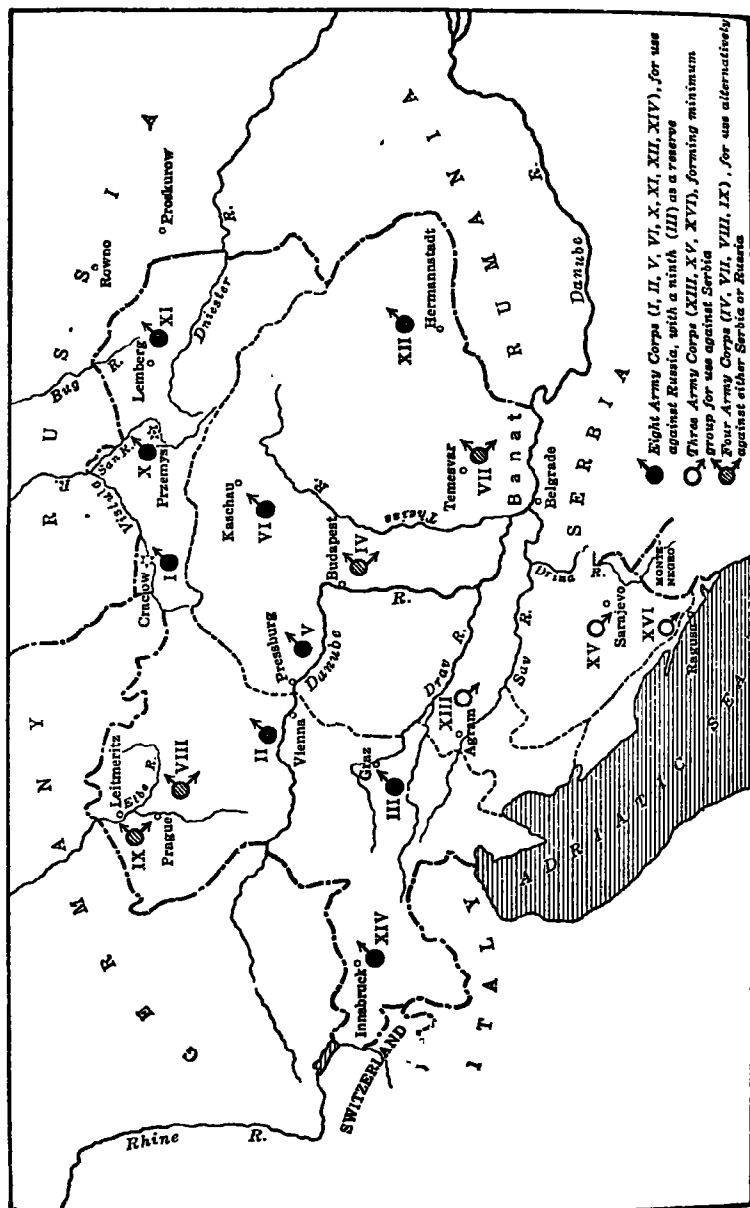 GERMANY
RUSSIA
RUMANIA
SERBIA
MONTE-
NEGRO
ITALY
ADRIATIC SEA
SWITZERLAND
Rhine R.
Elbe R.
Vistula
San R.
Bug R.
Dniester R.
Theiss R.
Danube R.
Danube R.
Drav R.
Sav R.
Drina R.
Banat
Rowno
Proskurow
Lemberg
XI
Przemysl
X
Cracow
I
Kaschau
VI
Leitmeritz
VIII
IX
Prague
II
Vienna
Pressburg
V
Budapest
IV
Hermannstadt
XII
Temesvar
VII
Belgrade
Graz
III
XIII
Agram
Innsbruck
XIV
XV
Sarajevo
XVI
Ragusa
Eight Army Corps (I, II, V, VI, X, XI, XII, XIV), for use
against Russia, with a ninth (III) as a reserve
Three Army Corps (XIII, XV, XVI), forming minimum
group for use against Serbia
Four Army Corps (IV, VII, VIII, IX), for use alternatively
against either Serbia or Russia